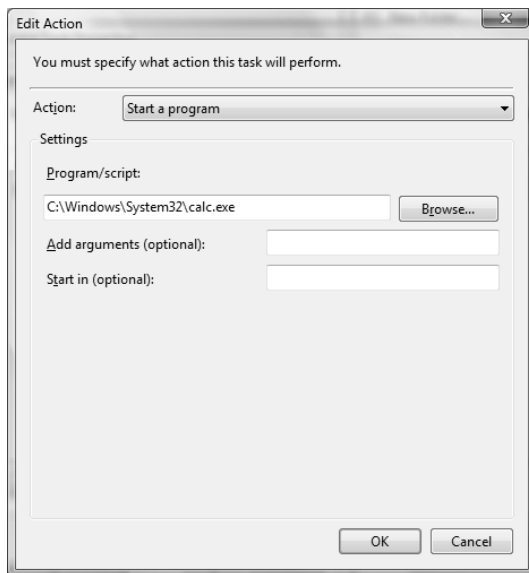 Edit Action
You must specify what action this task will perform.
Action: Start a program
Settings
Program/script:
C:\Windows\System32\calc.exe Browse...
Add arguments (optional):
Start in (optional):
OK Cancel